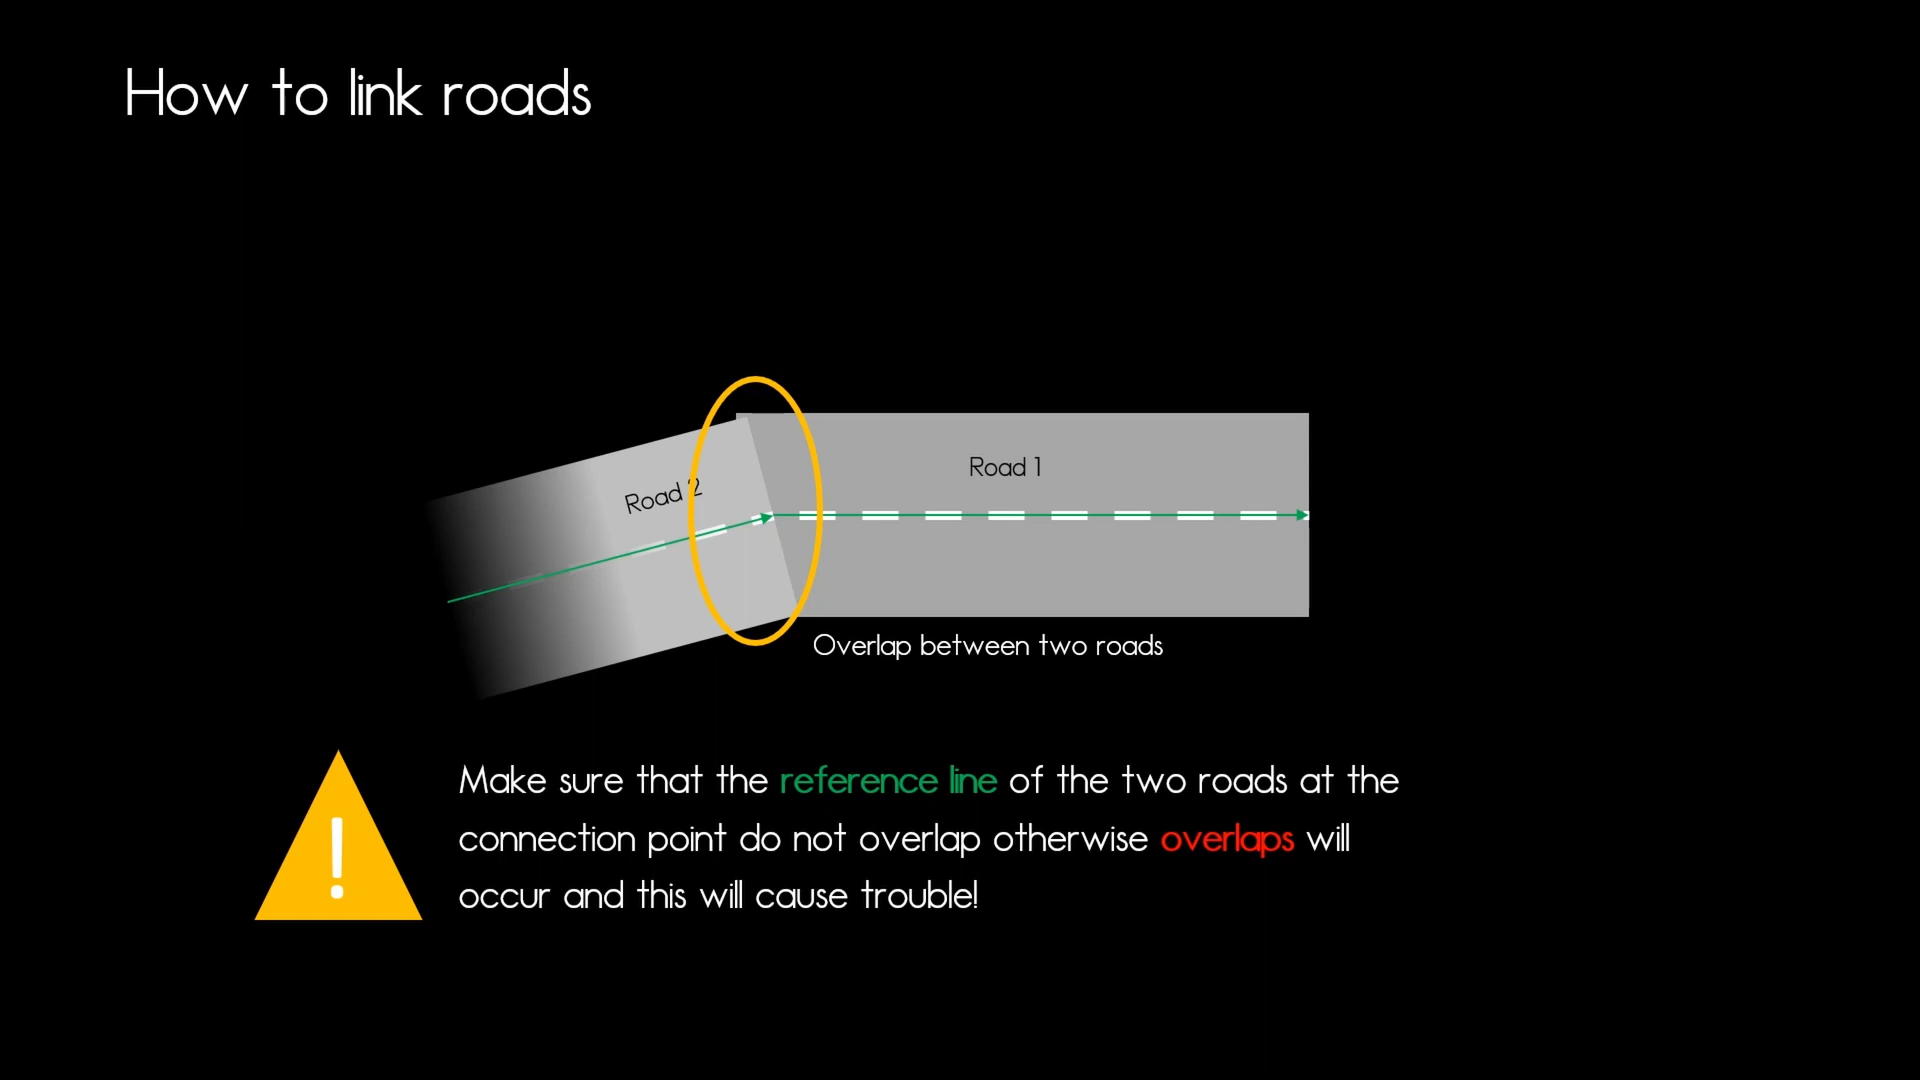 How to link roads
Road 1
Road 2
Overlap between two roads
Make sure that the reference line of the two roads at the
connection point do not overlap otherwise overlaps will
occur and this will cause trouble!